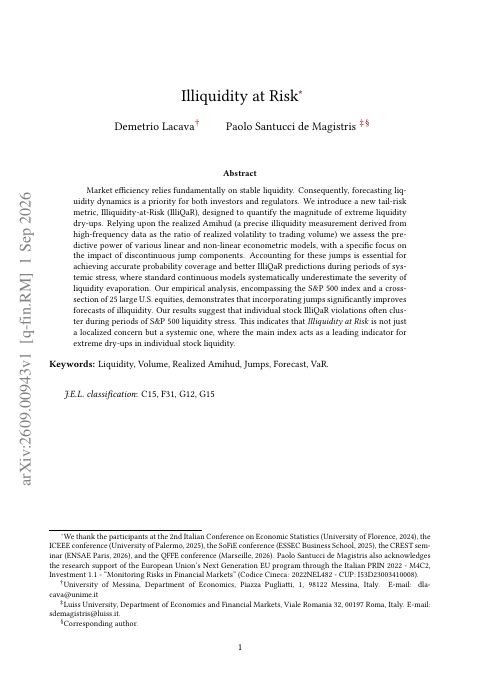 Illiquidity at Risk*
Demetrio Lacava† Paolo Santucci de Magistris ‡§
Abstract
Market efficiency relies fundamentally on stable liquidity. Consequently, forecasting liq-
uidity dynamics is a priority for both investors and regulators. We introduce a new tail-risk
metric, Illiquidity-at-Risk (IlliQaR), designed to quantify the magnitude of extreme liquidity
dry-ups. Relying upon the realized Amihud (a precise illiquidity measurement derived from
high-frequency data as the ratio of realized volatility to trading volume) we assess the pre-
dictive power of various linear and non-linear econometric models, with a specific focus on
the impact of discontinuous jump components. Accounting for these jumps is essential for
achieving accurate probability coverage and better IlliQaR predictions during periods of sys-
temic stress, where standard continuous models systematically underestimate the severity of
liquidity evaporation. Our empirical analysis, encompassing the S&P 500 index and a cross-
section of 25 large U.S. equities, demonstrates that incorporating jumps significantly improves
forecasts of illiquidity. Our results suggest that individual stock IlliQaR violations often clus-
ter during periods of S&P 500 liquidity stress. This indicates that Illiquidity at Risk is not just
a localized concern but a systemic one, where the main index acts as a leading indicator for
extreme dry-ups in individual stock liquidity.
Keywords: Liquidity, Volume, Realized Amihud, Jumps, Forecast, VaR.
J.E.L. classification: C15, F31, G12, G15
*We thank the participants at the 2nd Italian Conference on Economic Statistics (University of Florence, 2024), the
ICEEE conference (University of Palermo, 2025), the SoFiE conference (ESSEC Business School, 2025), the CREST sem-
inar (ENSAE Paris, 2026), and the QFFE conference (Marseille, 2026). Paolo Santucci de Magistris also acknowledges
the research support of the European Union's Next Generation EU program through the Italian PRIN 2022 - M4C2,
Investment 1.1 - "Monitoring Risks in Financial Markets" (Codice Cineca: 2022NEL482 - CUP: I53D23003410008).
†University of Messina, Department of Economics, Piazza Pugliatti, 1, 98122 Messina, Italy. E-mail: dla-
cava@unime.it
‡Luiss University, Department of Economics and Financial Markets, Viale Romania 32, 00197 Roma, Italy. E-mail:
sdemagistris@luiss.it.
§Corresponding author.
1
arXiv:2609.00943v1 [q-fin.RM] 1 Sep 2026